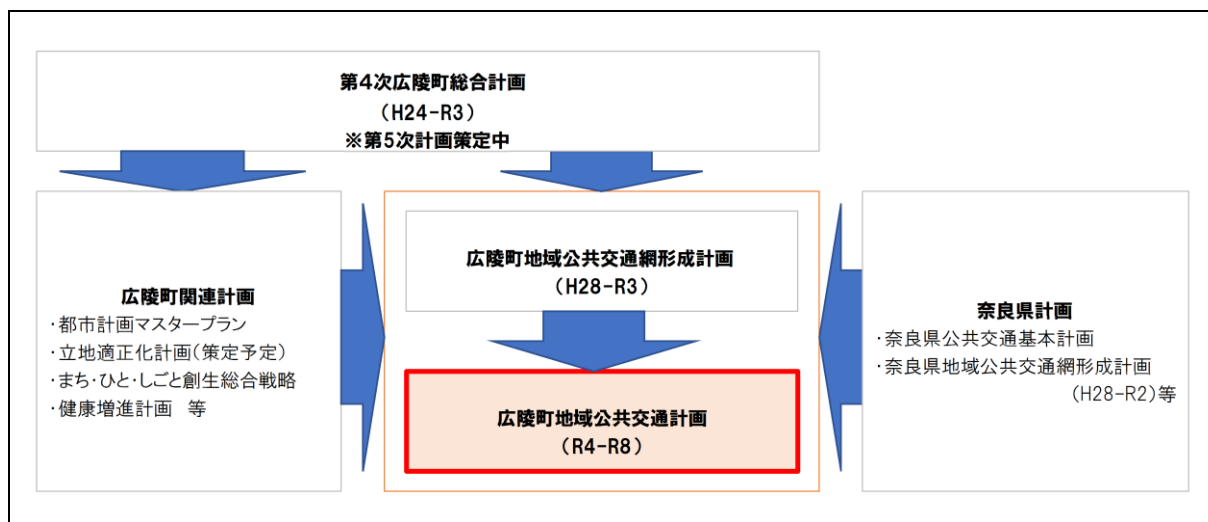 第4次広陵町総合計画
（H24-R3）
※第5次計画策定中
広陵町関連計画
・都市計画マスタープラン
・立地適正化計画（策定予定）
・まち・ひと・しごと創生総合戦略
・健康増進計画　等
広陵町地域公共交通網形成計画
（H28-R3）
広陵町地域公共交通計画
（R4-R8）
奈良県計画
・奈良県公共交通基本計画
・奈良県地域公共交通網形成計画
（H28-R2）等